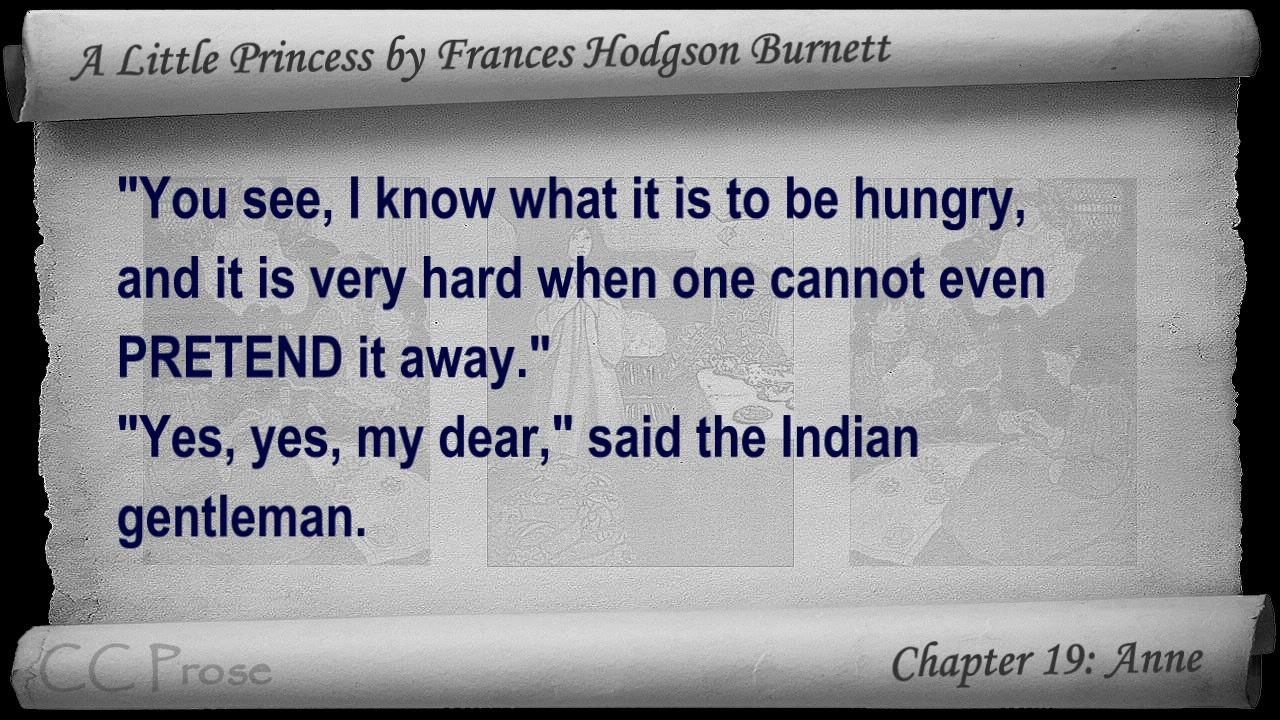 A Little Princess by Frances Hodgson Burnett
"You see, I know what it is to be hungry,
and it is very hard when one cannot even
PRETEND it away."
"Yes, yes, my dear," said the Indian
gentleman.
CC Prose
Chapter 19: Anne